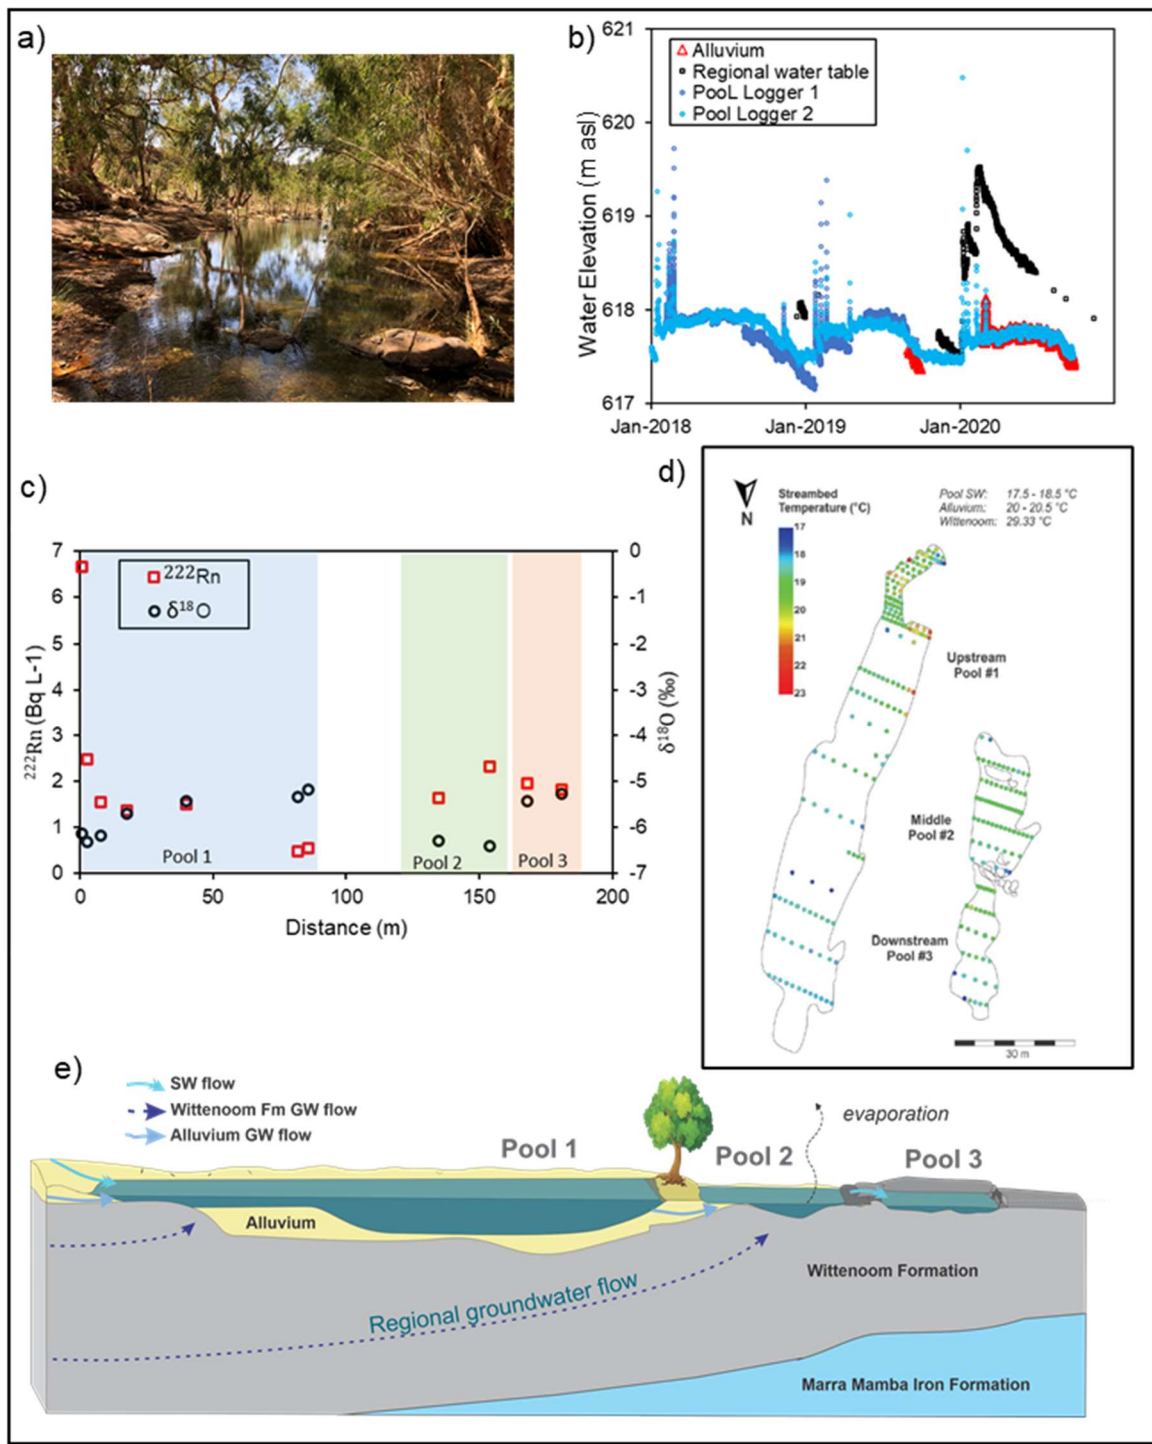 a)
b)
621
620
619
618
617
Water Elevation (m asl)
Alluvium
Regional water table
PooL Logger 1
Pool Logger 2
Jan-2018
Jan-2019
Jan-2020
c)
7
6
5
4
3
2
1
0
²²²Rn (Bq L-1)
²²²Rn
δ¹⁸O
Pool 1
Pool 2
Pool 3
0
-1
-2
-3
-4
-5
-6
-7
δ¹⁸O (‰)
0
50
100
150
200
Distance (m)
d)
N
Streambed
Temperature (°C)
17
18
19
20
21
22
23
Pool SW: 17.5 - 18.5 °C
Alluvium: 20 - 20.5 °C
Wittenoom: 29.33 °C
Upstream
Pool #1
Middle
Pool #2
Downstream
Pool #3
30 m
e)
SW flow
Wittenoom Fm GW flow
Alluvium GW flow
evaporation
Pool 1
Pool 2
Pool 3
Alluvium
Wittenoom Formation
Regional groundwater flow
Marra Mamba Iron Formation